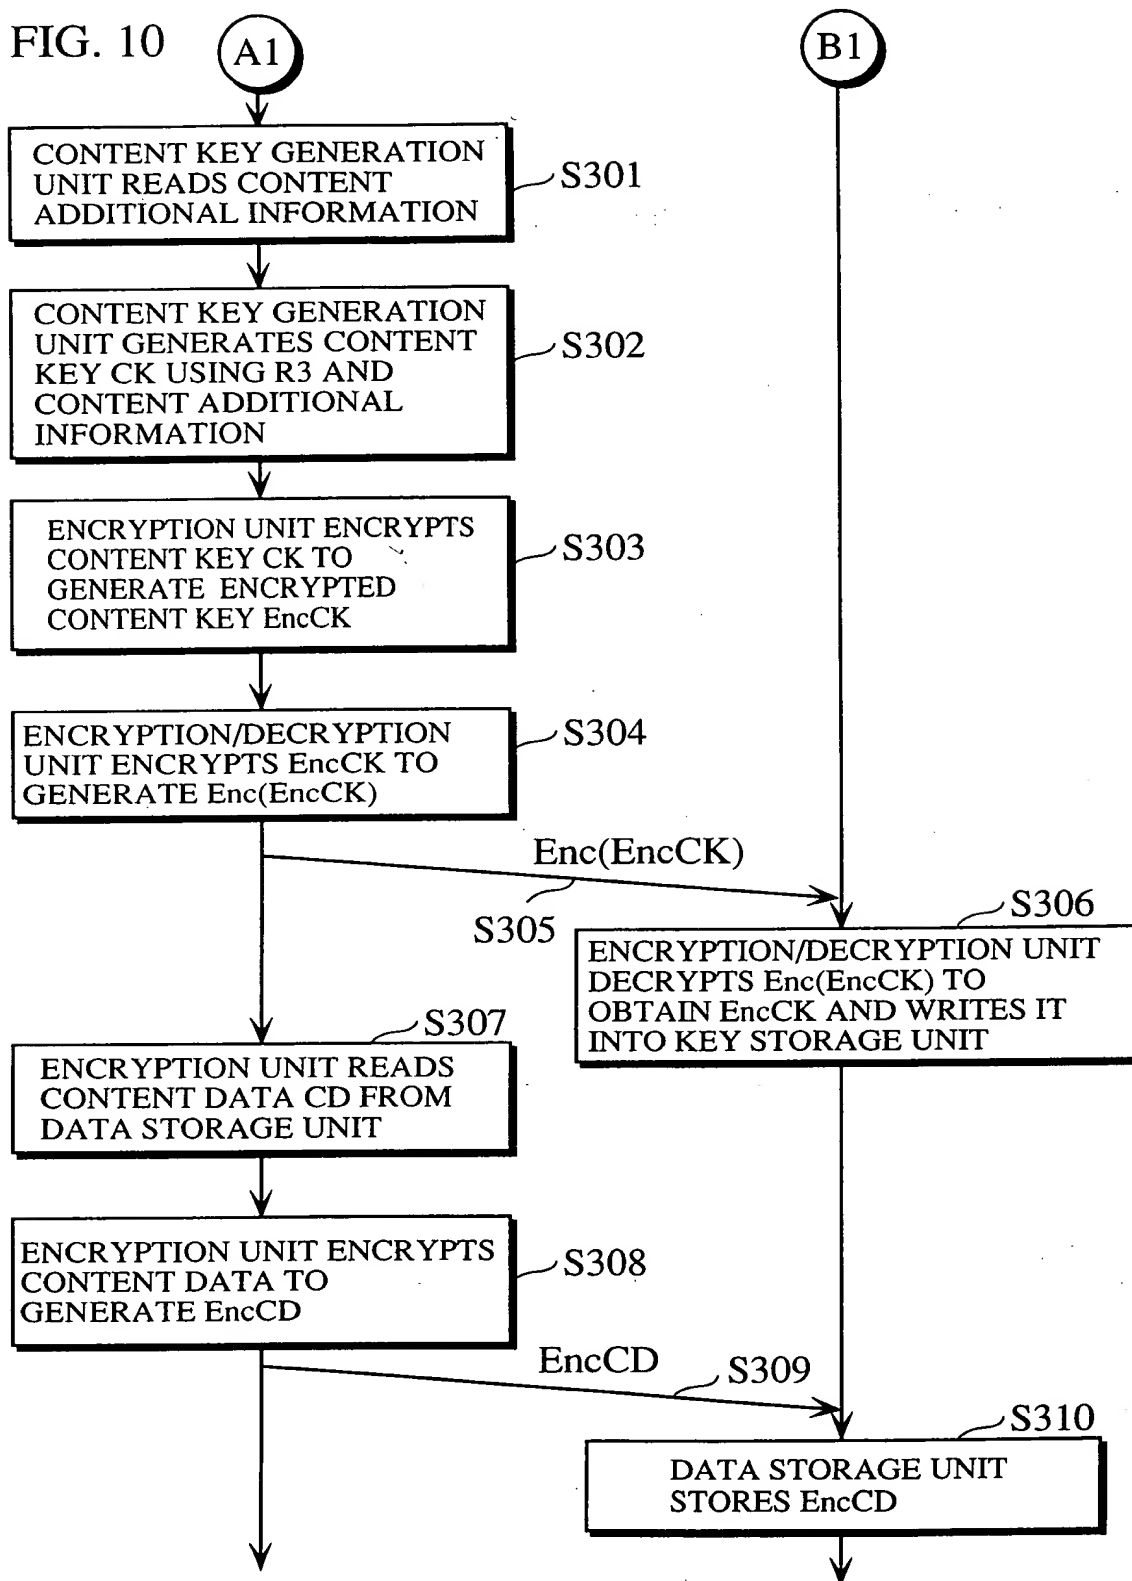 FIG. 10
A1
B1
CONTENT KEY GENERATION
UNIT READS CONTENT
ADDITIONAL INFORMATION
S301
CONTENT KEY GENERATION
UNIT GENERATES CONTENT
KEY CK USING R3 AND
CONTENT ADDITIONAL
INFORMATION
S302
ENCRYPTION UNIT ENCRYPTS
CONTENT KEY CK TO
GENERATE ENCRYPTED
CONTENT KEY EncCK
S303
ENCRYPTION/DECRYPTION
UNIT ENCRYPTS EncCK TO
GENERATE Enc(EncCK)
S304
Enc(EncCK)
S305
S306
ENCRYPTION/DECRYPTION UNIT
DECRYPTS Enc(EncCK) TO
OBTAIN EncCK AND WRITES IT
INTO KEY STORAGE UNIT
S307
ENCRYPTION UNIT READS
CONTENT DATA CD FROM
DATA STORAGE UNIT
ENCRYPTION UNIT ENCRYPTS
CONTENT DATA TO
GENERATE EncCD
S308
EncCD
S309
S310
DATA STORAGE UNIT
STORES EncCD